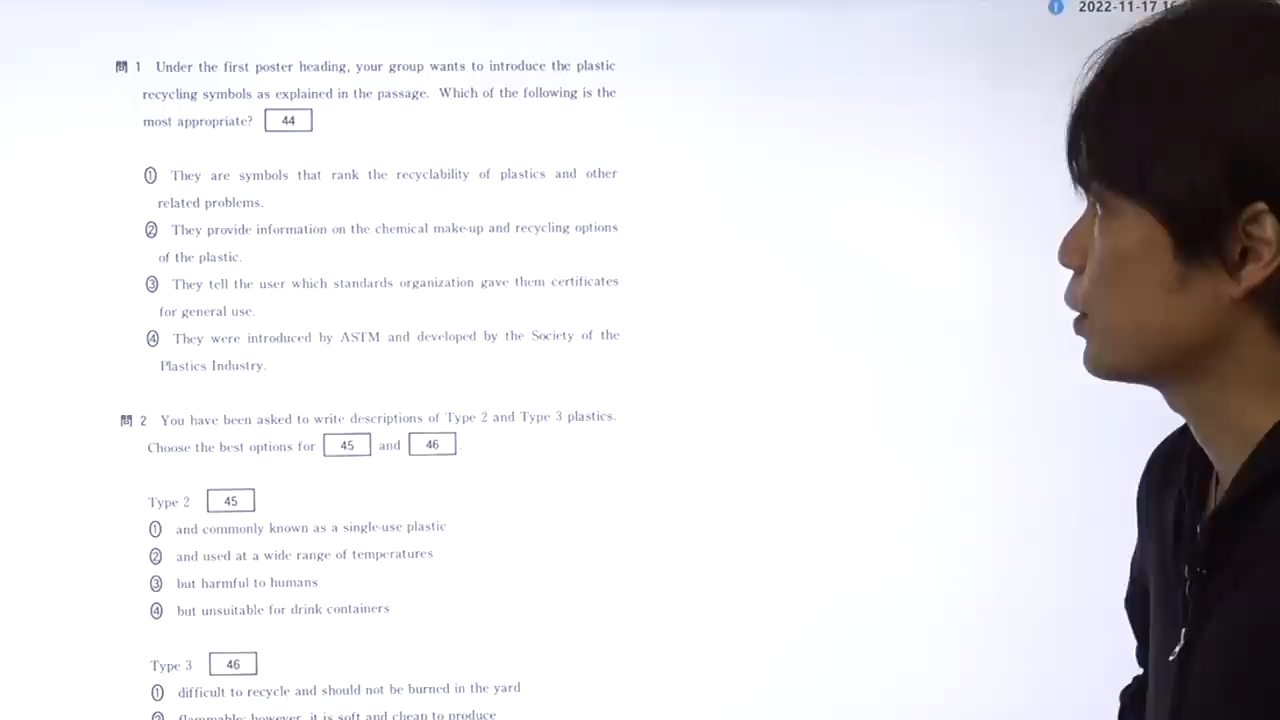 2022-11-17
問1 Under the first poster heading, your group wants to introduce the plastic
recycling symbols as explained in the passage. Which of the following is the
most appropriate? 44
① They are symbols that rank the recyclability of plastics and other
related problems.
② They provide information on the chemical make-up and recycling options
of the plastic.
③ They tell the user which standards organization gave them certificates
for general use.
④ They were introduced by ASTM and developed by the Society of the
Plastics Industry.
問2 You have been asked to write descriptions of Type 2 and Type 3 plastics.
Choose the best options for 45 and 46 .
Type 2 45
① and commonly known as a single-use plastic
② and used at a wide range of temperatures
③ but harmful to humans
④ but unsuitable for drink containers
Type 3 46
① difficult to recycle and should not be burned in the yard
② flammable; however, it is soft and cheap to produce